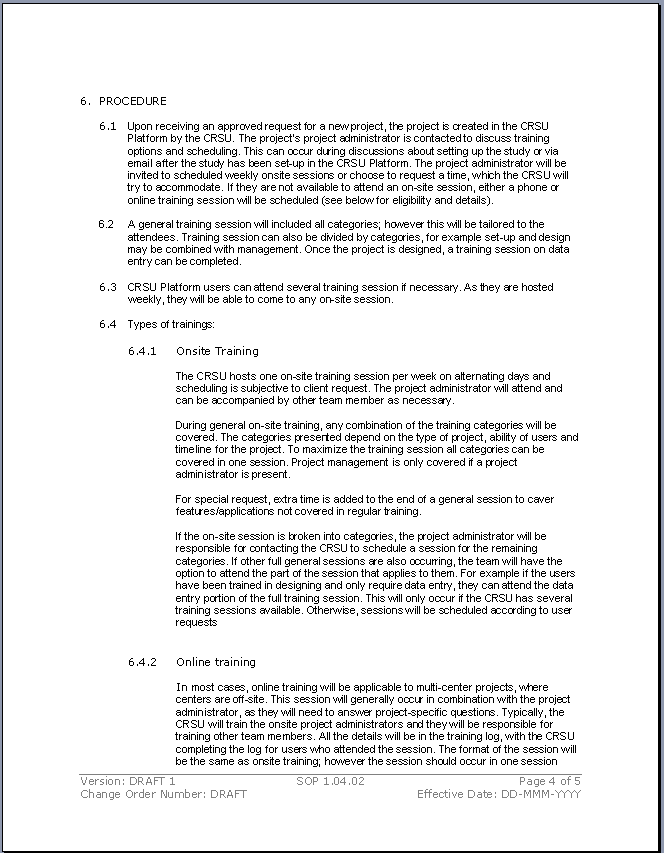 6. PROCEDURE
6.1 Upon receiving an approved request for a new project, the project is created in the CRSU
Platform by the CRSU. The project's project administrator is contacted to discuss training
options and scheduling. This can occur during discussions about setting up the study or via
email after the study has been set-up in the CRSU Platform. The project administrator will be
invited to scheduled weekly onsite sessions or choose to request a time, which the CRSU will
try to accommodate. If they are not available to attend an on-site session, either a phone or
online training session will be scheduled (see below for eligibility and details).
6.2 A general training session will included all categories; however this will be tailored to the
attendees. Training session can also be divided by categories, for example set-up and design
may be combined with management. Once the project is designed, a training session on data
entry can be completed.
6.3 CRSU Platform users can attend several training session if necessary. As they are hosted
weekly, they will be able to come to any on-site session.
6.4 Types of trainings:
6.4.1 Onsite Training
The CRSU hosts one on-site training session per week on alternating days and
scheduling is subjective to client request. The project administrator will attend and
can be accompanied by other team member as necessary.
During general on-site training, any combination of the training categories will be
covered. The categories presented depend on the type of project, ability of users and
timeline for the project. To maximize the training session all categories can be
covered in one session. Project management is only covered if a project
administrator is present.
For special request, extra time is added to the end of a general session to caver
features/applications not covered in regular training.
If the on-site session is broken into categories, the project administrator will be
responsible for contacting the CRSU to schedule a session for the remaining
categories. If other full general sessions are also occurring, the team will have the
option to attend the part of the session that applies to them. For example if the users
have been trained in designing and only require data entry, they can attend the data
entry portion of the full training session. This will only occur if the CRSU has several
training sessions available. Otherwise, sessions will be scheduled according to user
requests
6.4.2 Online training
In most cases, online training will be applicable to multi-center projects, where
centers are off-site. This session will generally occur in combination with the project
administrator, as they will need to answer project-specific questions. Typically, the
CRSU will train the onsite project administrators and they will be responsible for
training other team members. All the details will be in the training log, with the CRSU
completing the log for users who attended the session. The format of the session will
be the same as onsite training; however the session should occur in one session
Version: DRAFT 1 SOP 1.04.02 Page 4 of 5
Change Order Number: DRAFT Effective Date: DD-MMM-YYYY